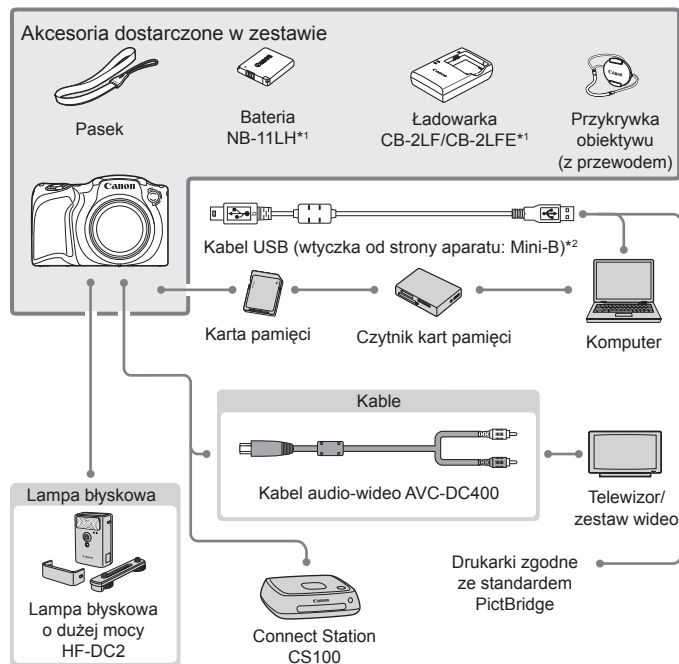 Akcesoria dostarczone w zestawie
Pasek
Bateria
NB-11LH*1
Ładowarka
CB-2LF/CB-2LFE*1
Przykrywka
obiektywu
(z przewodem)
Canon
Kabel USB (wtyczka od strony aparatu: Mini-B)*2
Karta pamięci
Czytnik kart pamięci
Komputer
Kable
Kabel audio-wideo AVC-DC400
Telewizor/
zestaw wideo
Lampa błyskowa
Lampa błyskowa
o dużej mocy
HF-DC2
Canon
Connect Station
CS100
Drukarki zgodne
ze standardem
PictBridge